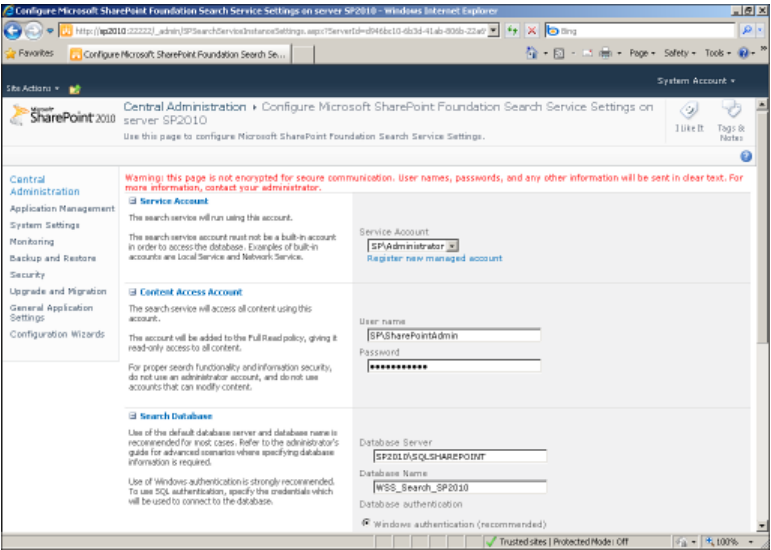 Configure Microsoft SharePoint Foundation Search Service Settings on server SP2010 - Windows Internet Explorer
Bing
Favorites
Configure Microsoft SharePoint Foundation Search Se...
Page
Safety
Tools
System Account
Site Actions
Microsoft
SharePoint 2010
Central Administration
Configure Microsoft SharePoint Foundation Search Service Settings on
server SP2010
Use this page to configure Microsoft SharePoint Foundation Search Service Settings.
I Like It
Tags &
Notes
Central
Administration
Application Management
System Settings
Monitoring
Backup and Restore
Security
Upgrade and Migration
General Application
Settings
Configuration Wizards
Warning: this page is not encrypted for secure communication. User names, passwords, and any other information will be sent in clear text. For
more information, contact your administrator.
Service Account
The search service will run using this account.
The search service account must not be a built-in account
in order to access the database. Examples of built-in
accounts are Local Service and Network Service.
Service Account
SP\Administrator
Register new managed account
Content Access Account
The search service will access all content using this
account.
The account will be added to the Full Read policy, giving it
read-only access to all content.
For proper search functionality and information security,
do not use an administrator account, and do not use
accounts that can modify content.
User name
SP\SharePointAdmin
Password
Search Database
Use of the default database server and database name is
recommended for most cases. Refer to the administrator's
guide for advanced scenarios where specifying database
information is required.
Use of Windows authentication is strongly recommended.
To use SQL authentication, specify the credentials which
will be used to connect to the database.
Database Server
SP2010\SQLSHAREPOINT
Database Name
WSS_Search_SP2010
Database authentication
Windows authentication (recommended)
Trusted sites | Protected Mode: Off
100%